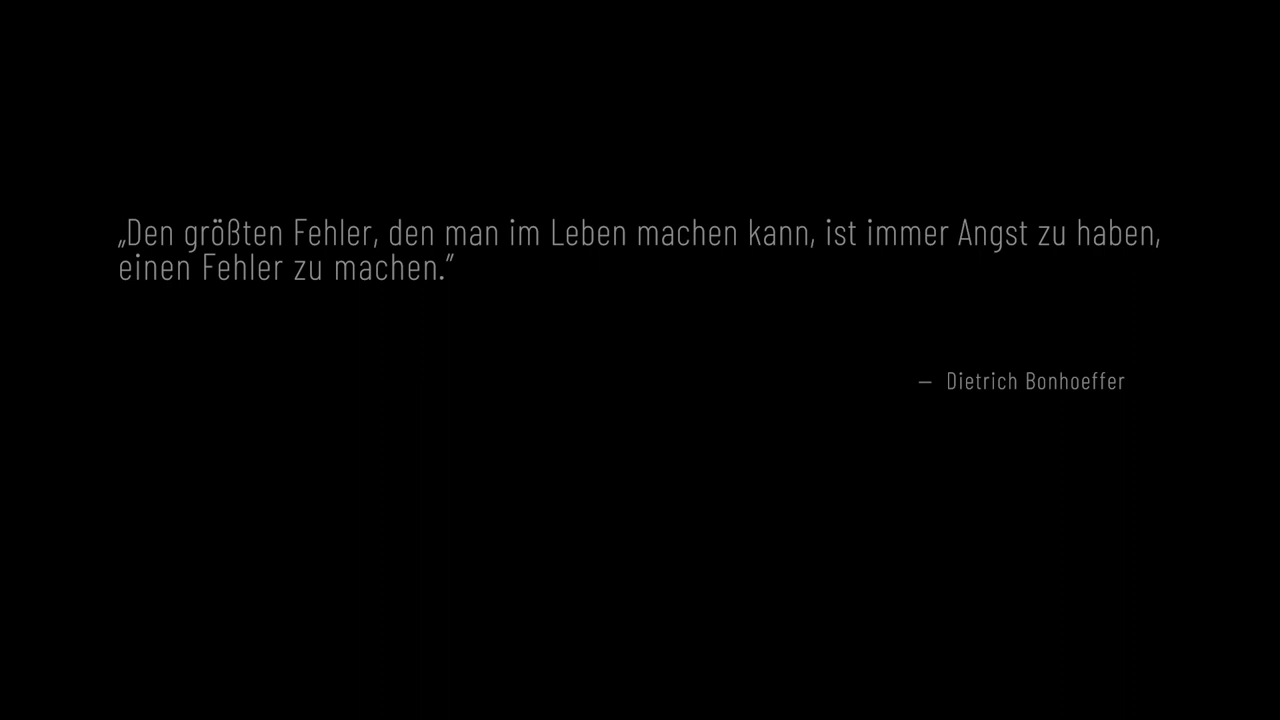 „Den größten Fehler, den man im Leben machen kann, ist immer Angst zu haben,
einen Fehler zu machen.”
— Dietrich Bonhoeffer